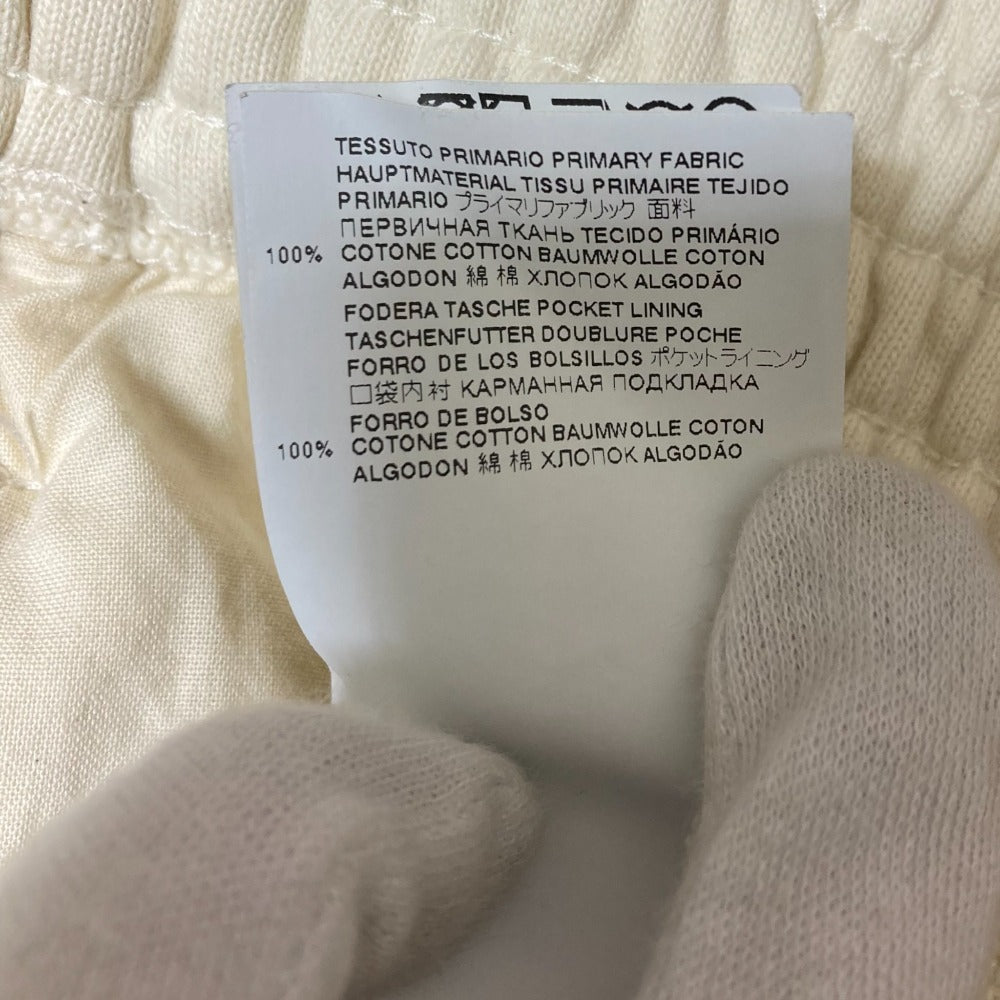 TESSUTO PRIMARIO PRIMARY FABRIC
HAUPTMATERIAL TISSU PRIMAIRE TEJIDO
PRIMARIO プライマリファブリック 面料
ПЕРВИЧНАЯ ТКАНЬ TECIDO PRIMÁRIO
100% COTONE COTTON BAUMWOLLE COTON
ALGODON 綿 棉 ХЛОПОК ALGODÃO
FODERA TASCHE POCKET LINING
TASCHENFUTTER DOUBLURE POCHE
FORRO DE LOS BOLSILLOS ポケットライニング
口袋内衬 КАРМАННАЯ ПОДКЛАДКА
FORRO DE BOLSO
100% COTONE COTTON BAUMWOLLE COTON
ALGODON 綿 棉 ХЛОПОК ALGODÃO